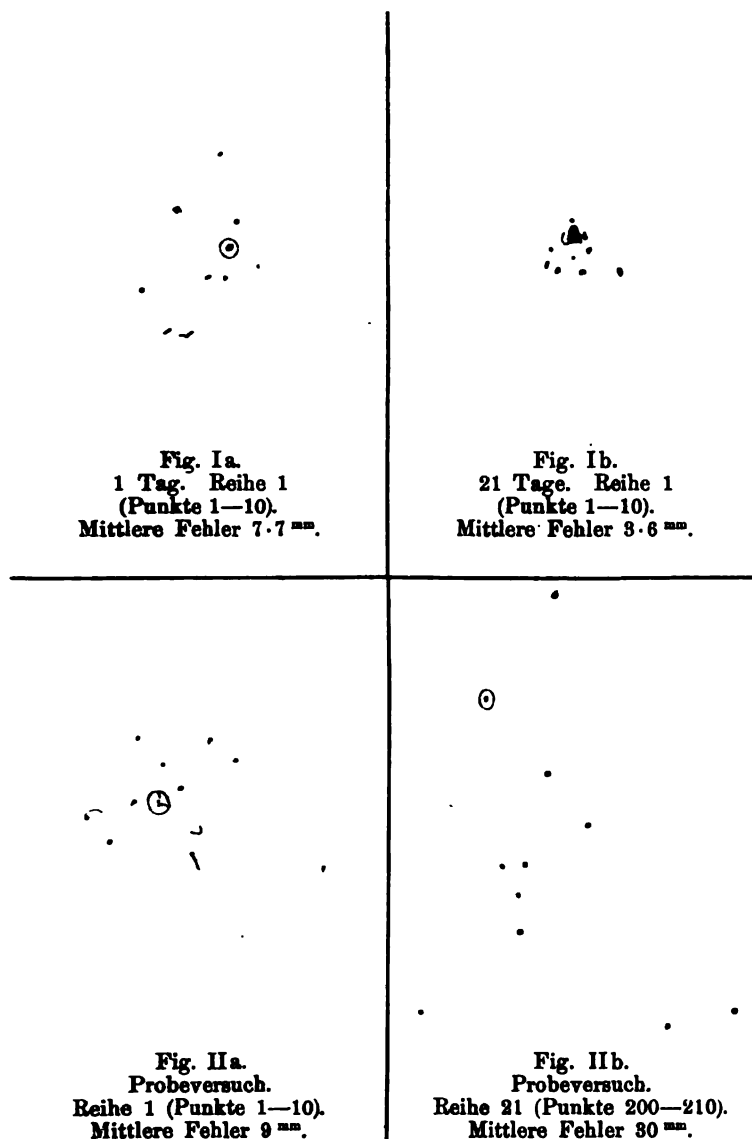 Fig. Ia.
1 Tag. Reihe 1
(Punkte 1—10).
Mittlere Fehler 7·7 mm.
Fig. Ib.
21 Tage. Reihe 1
(Punkte 1—10).
Mittlere Fehler 3·6 mm.
Fig. IIa.
Probeversuch.
Reihe 1 (Punkte 1—10).
Mittlere Fehler 9 mm.
Fig. IIb.
Probeversuch.
Reihe 21 (Punkte 200—210).
Mittlere Fehler 30 mm.